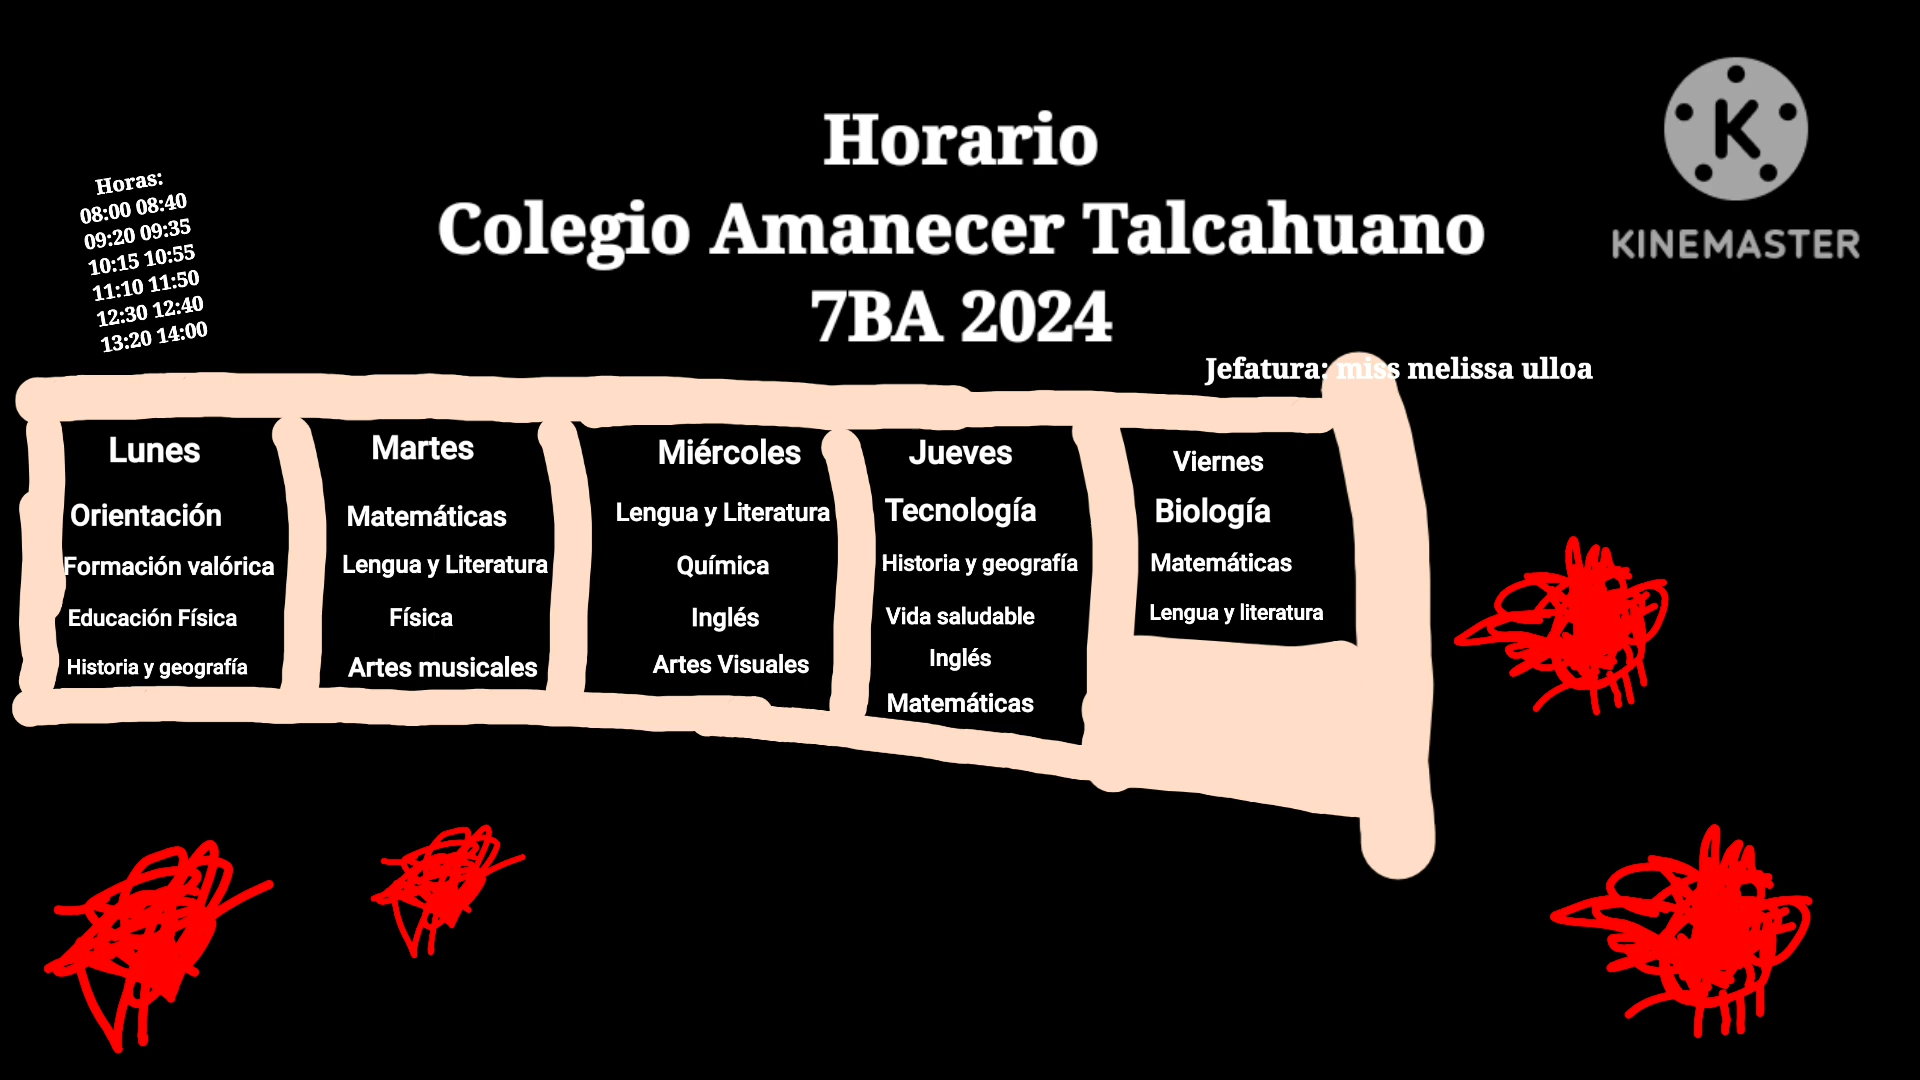 Horario
Colegio Amanecer Talcahuano
7BA 2024
KINEMASTER
Horas:
08:00 08:40
09:20 09:35
10:15 10:55
11:10 11:50
12:30 12:40
13:20 14:00
Jefatura: miss melissa ulloa
Lunes
Orientación
Formación valórica
Educación Física
Historia y geografía
Martes
Matemáticas
Lengua y Literatura
Física
Artes musicales
Miércoles
Lengua y Literatura
Química
Inglés
Artes Visuales
Jueves
Tecnología
Historia y geografía
Vida saludable
Inglés
Matemáticas
Viernes
Biología
Matemáticas
Lengua y literatura